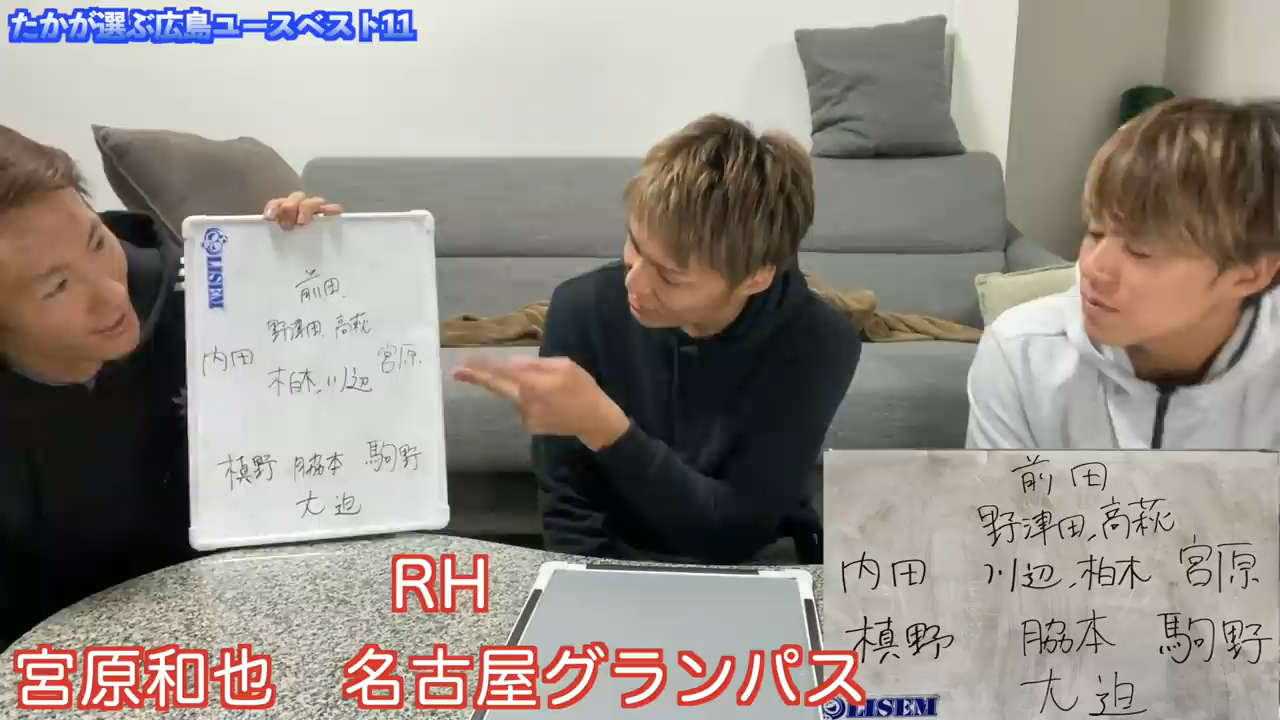 たかが選ぶ広島ユースベスト11
LISEM
前田、
野津田、高萩
内田 宮原
柏木、川辺
槙野 脇本 駒野
大迫
前田
野津田、高萩
内田 川辺、柏木 宮原
槙野 脇本 駒野
大迫
LISEM
RH
宮原和也 名古屋グランパス